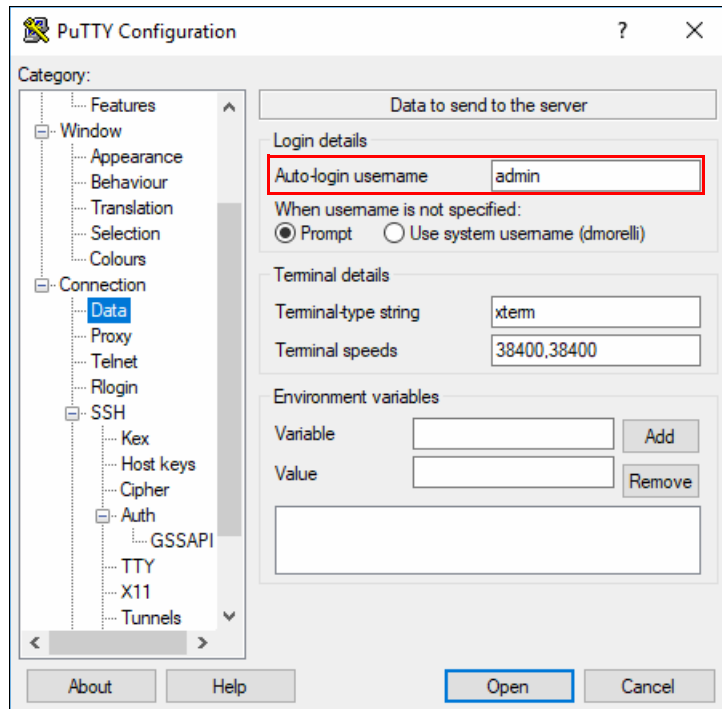 PuTTY Configuration
?
Category:
Features
Window
Appearance
Behaviour
Translation
Selection
Colours
Connection
Data
Proxy
Telnet
Rlogin
SSH
Kex
Host keys
Cipher
Auth
GSSAPI
TTY
X11
Tunnels
Data to send to the server
Login details
Auto-login username admin
When username is not specified:
Prompt Use system username (dmorelli)
Terminal details
Terminal-type string xterm
Terminal speeds 38400,38400
Environment variables
Variable Add
Value Remove
About Help Open Cancel